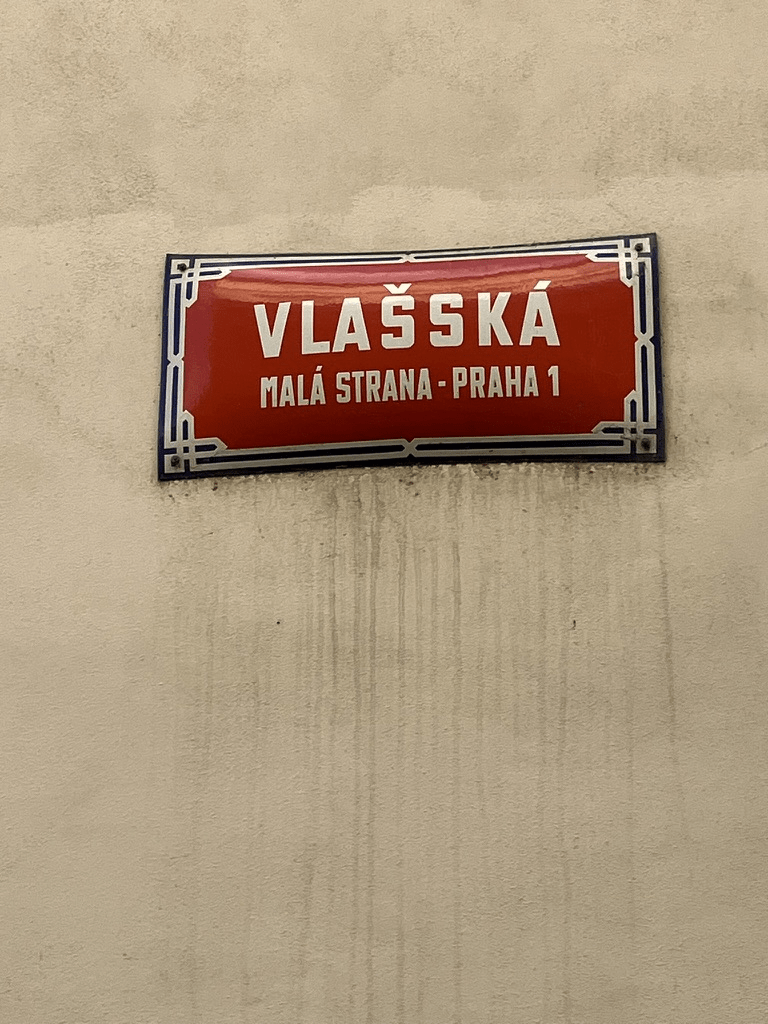 VLAŠSKÁ
MALÁ STRANA - PRAHA 1